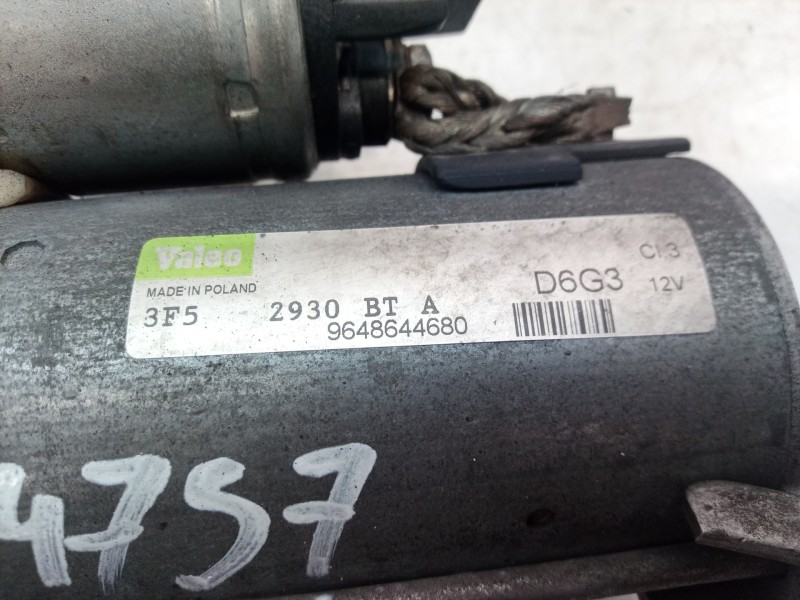 Valeo
MADE IN POLAND
3F5 2930 BT A
9648644680
D6G3
Cl.3
12V
4757